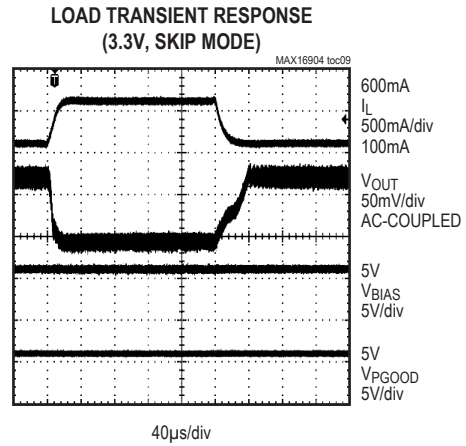 LOAD TRANSIENT RESPONSE
(3.3V, SKIP MODE)
MAX16904 toc09
T
600mA
IL
500mA/div
100mA
VOUT
50mV/div
AC-COUPLED
5V
VBIAS
5V/div
5V
VPGOOD
5V/div
40µs/div